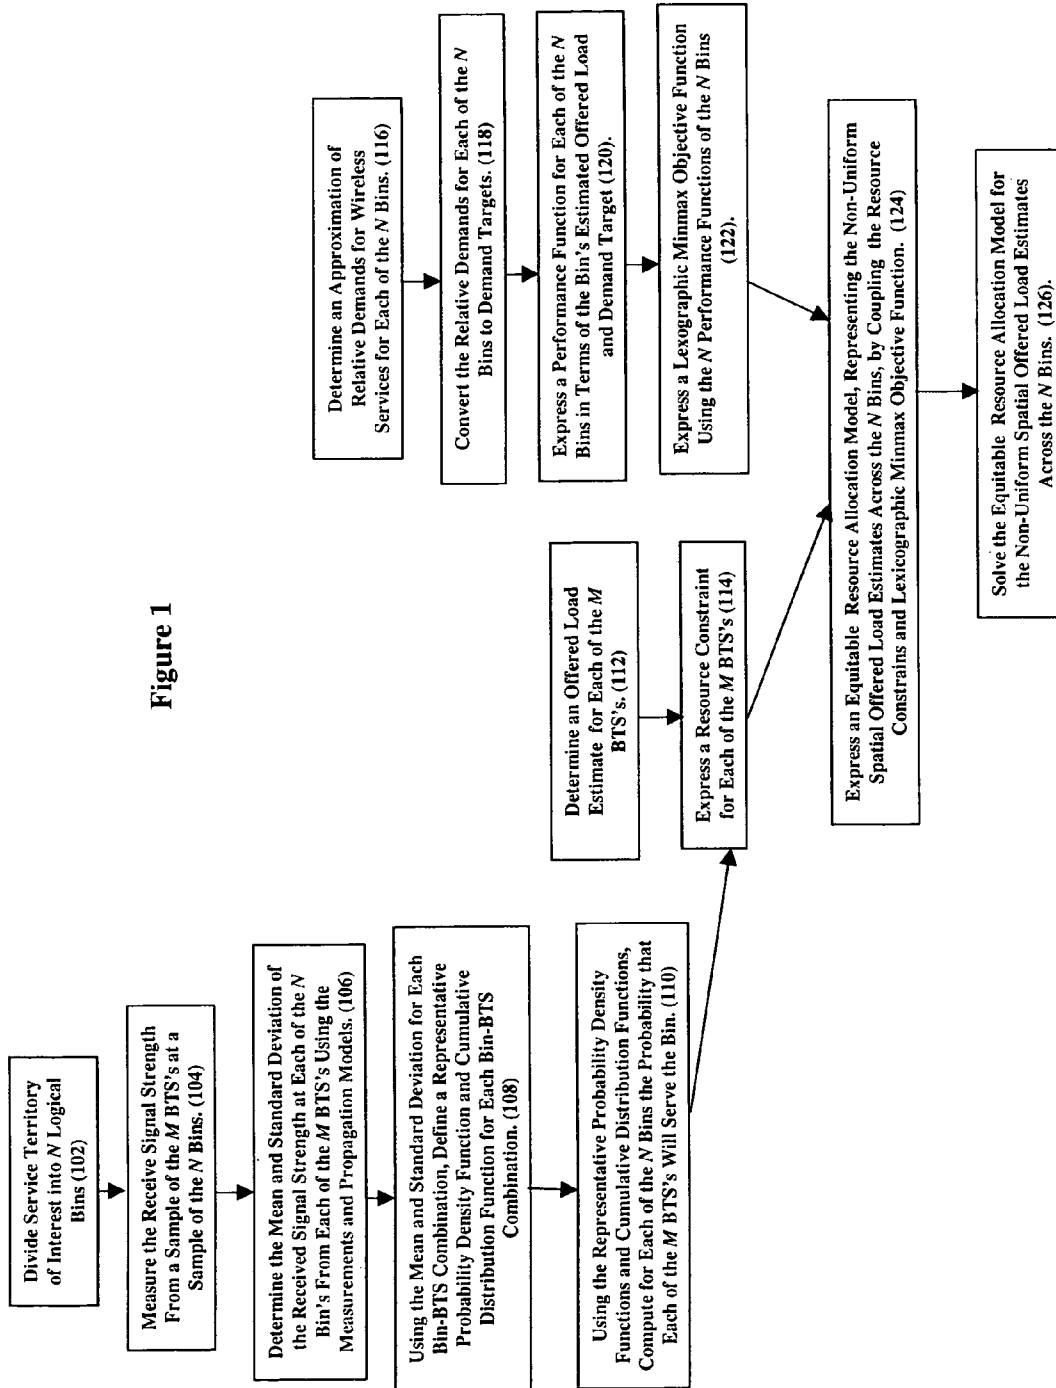 Figure 1
Divide Service Territory
of Interest into N Logical
Bins (102)
Measure the Receive Signal Strength
From a Sample of the M BTS's at a
Sample of the N Bins. (104)
Determine the Mean and Standard Deviation of
the Received Signal Strength at Each of the N
Bin's From Each of the M BTS's Using the
Measurements and Propagation Models. (106)
Using the Mean and Standard Deviation for Each
Bin-BTS Combination, Define a Representative
Probability Density Function and Cumulative
Distribution Function for Each Bin-BTS
Combination. (108)
Using the Representative Probability Density
Functions and Cumulative Distribution Functions,
Compute for Each of the N Bins the Probability that
Each of the M BTS's Will Serve the Bin. (110)
Determine an Offered Load
Estimate for Each of the M
BTS's. (112)
Express a Resource Constraint
for Each of the M BTS's (114)
Determine an Approximation of
Relative Demands for Wireless
Services for Each of the N Bins. (116)
Convert the Relative Demands for Each of the N
Bins to Demand Targets. (118)
Express a Performance Function for Each of the N
Bins in Terms of the Bin's Estimated Offered Load
and Demand Target (120).
Express a Lexographic Minmax Objective Function
Using the N Performance Functions of the N Bins
(122).
Express an Equitable Resource Allocation Model, Representing the Non-Uniform
Spatial Offered Load Estimates Across the N Bins, by Coupling the Resource
Constrains and Lexicographic Minmax Objective Function. (124)
Solve the Equitable Resource Allocation Model for
the Non-Uniform Spatial Offered Load Estimates
Across the N Bins. (126).